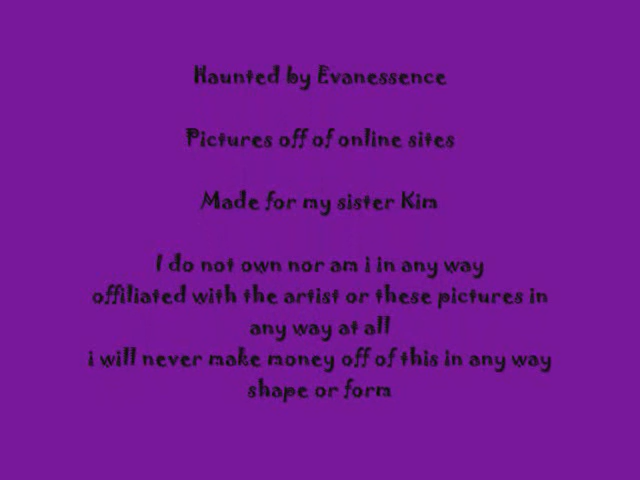 Haunted by Evanessence
Pictures off of online sites
Made for my sister Kim
I do not own nor am i in any way
offiliated with the artist or these pictures in
any way at all
i will never make money off of this in any way
shape or form